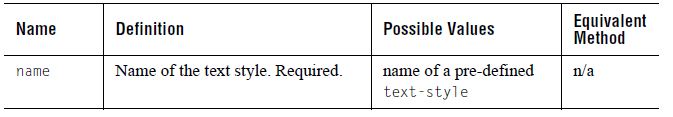 Name Definition Possible Values Equivalent Method
name Name of the text style. Required. name of a pre-defined n/a
text-style